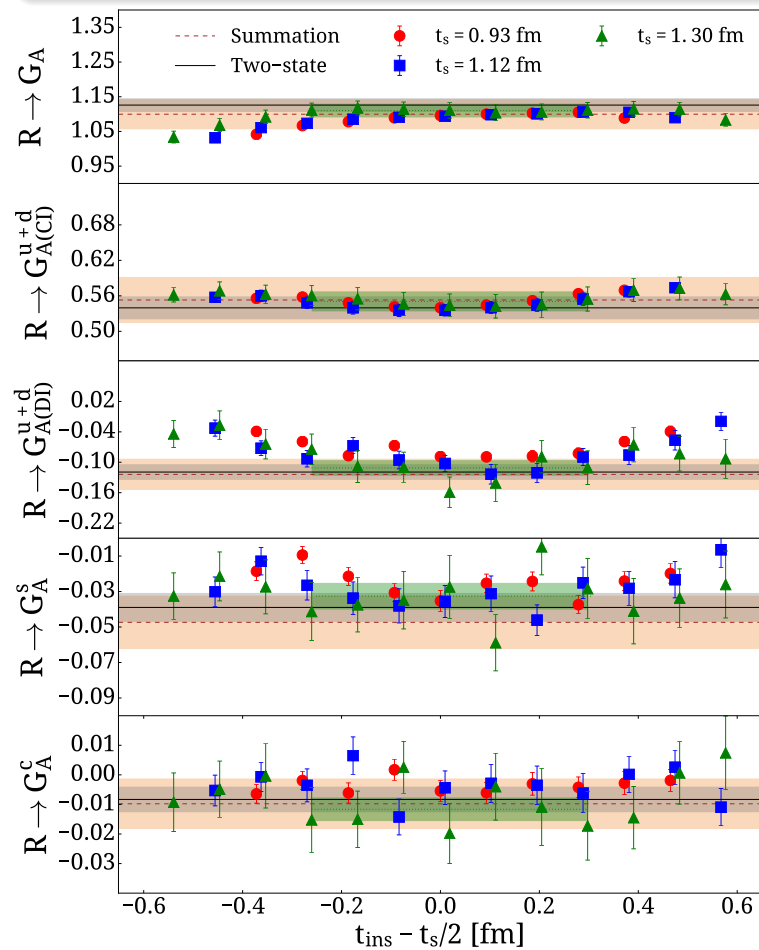 Summation
Two−state
t_s = 0.93 fm
t_s = 1.12 fm
t_s = 1.30 fm
R → G_A
1.35
1.25
1.15
1.05
0.95
R → G_{A(CI)}^{u+d}
0.68
0.62
0.56
0.50
R → G_{A(DI)}^{u+d}
0.02
−0.04
−0.10
−0.16
−0.22
R → G_A^s
−0.01
−0.03
−0.05
−0.07
−0.09
R → G_A^c
0.01
0.00
−0.01
−0.02
−0.03
−0.6 −0.4 −0.2 0.0 0.2 0.4 0.6
t_{ins} − t_s/2 [fm]